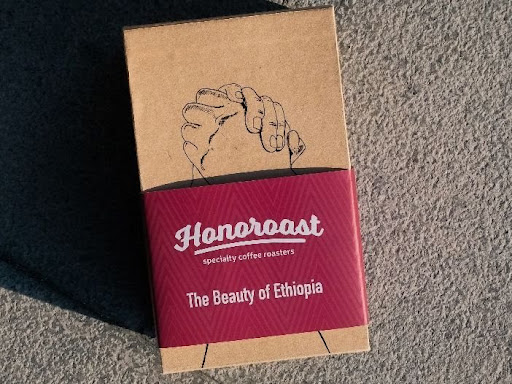 Honoroast
specialty coffee roasters
The Beauty of Ethiopia